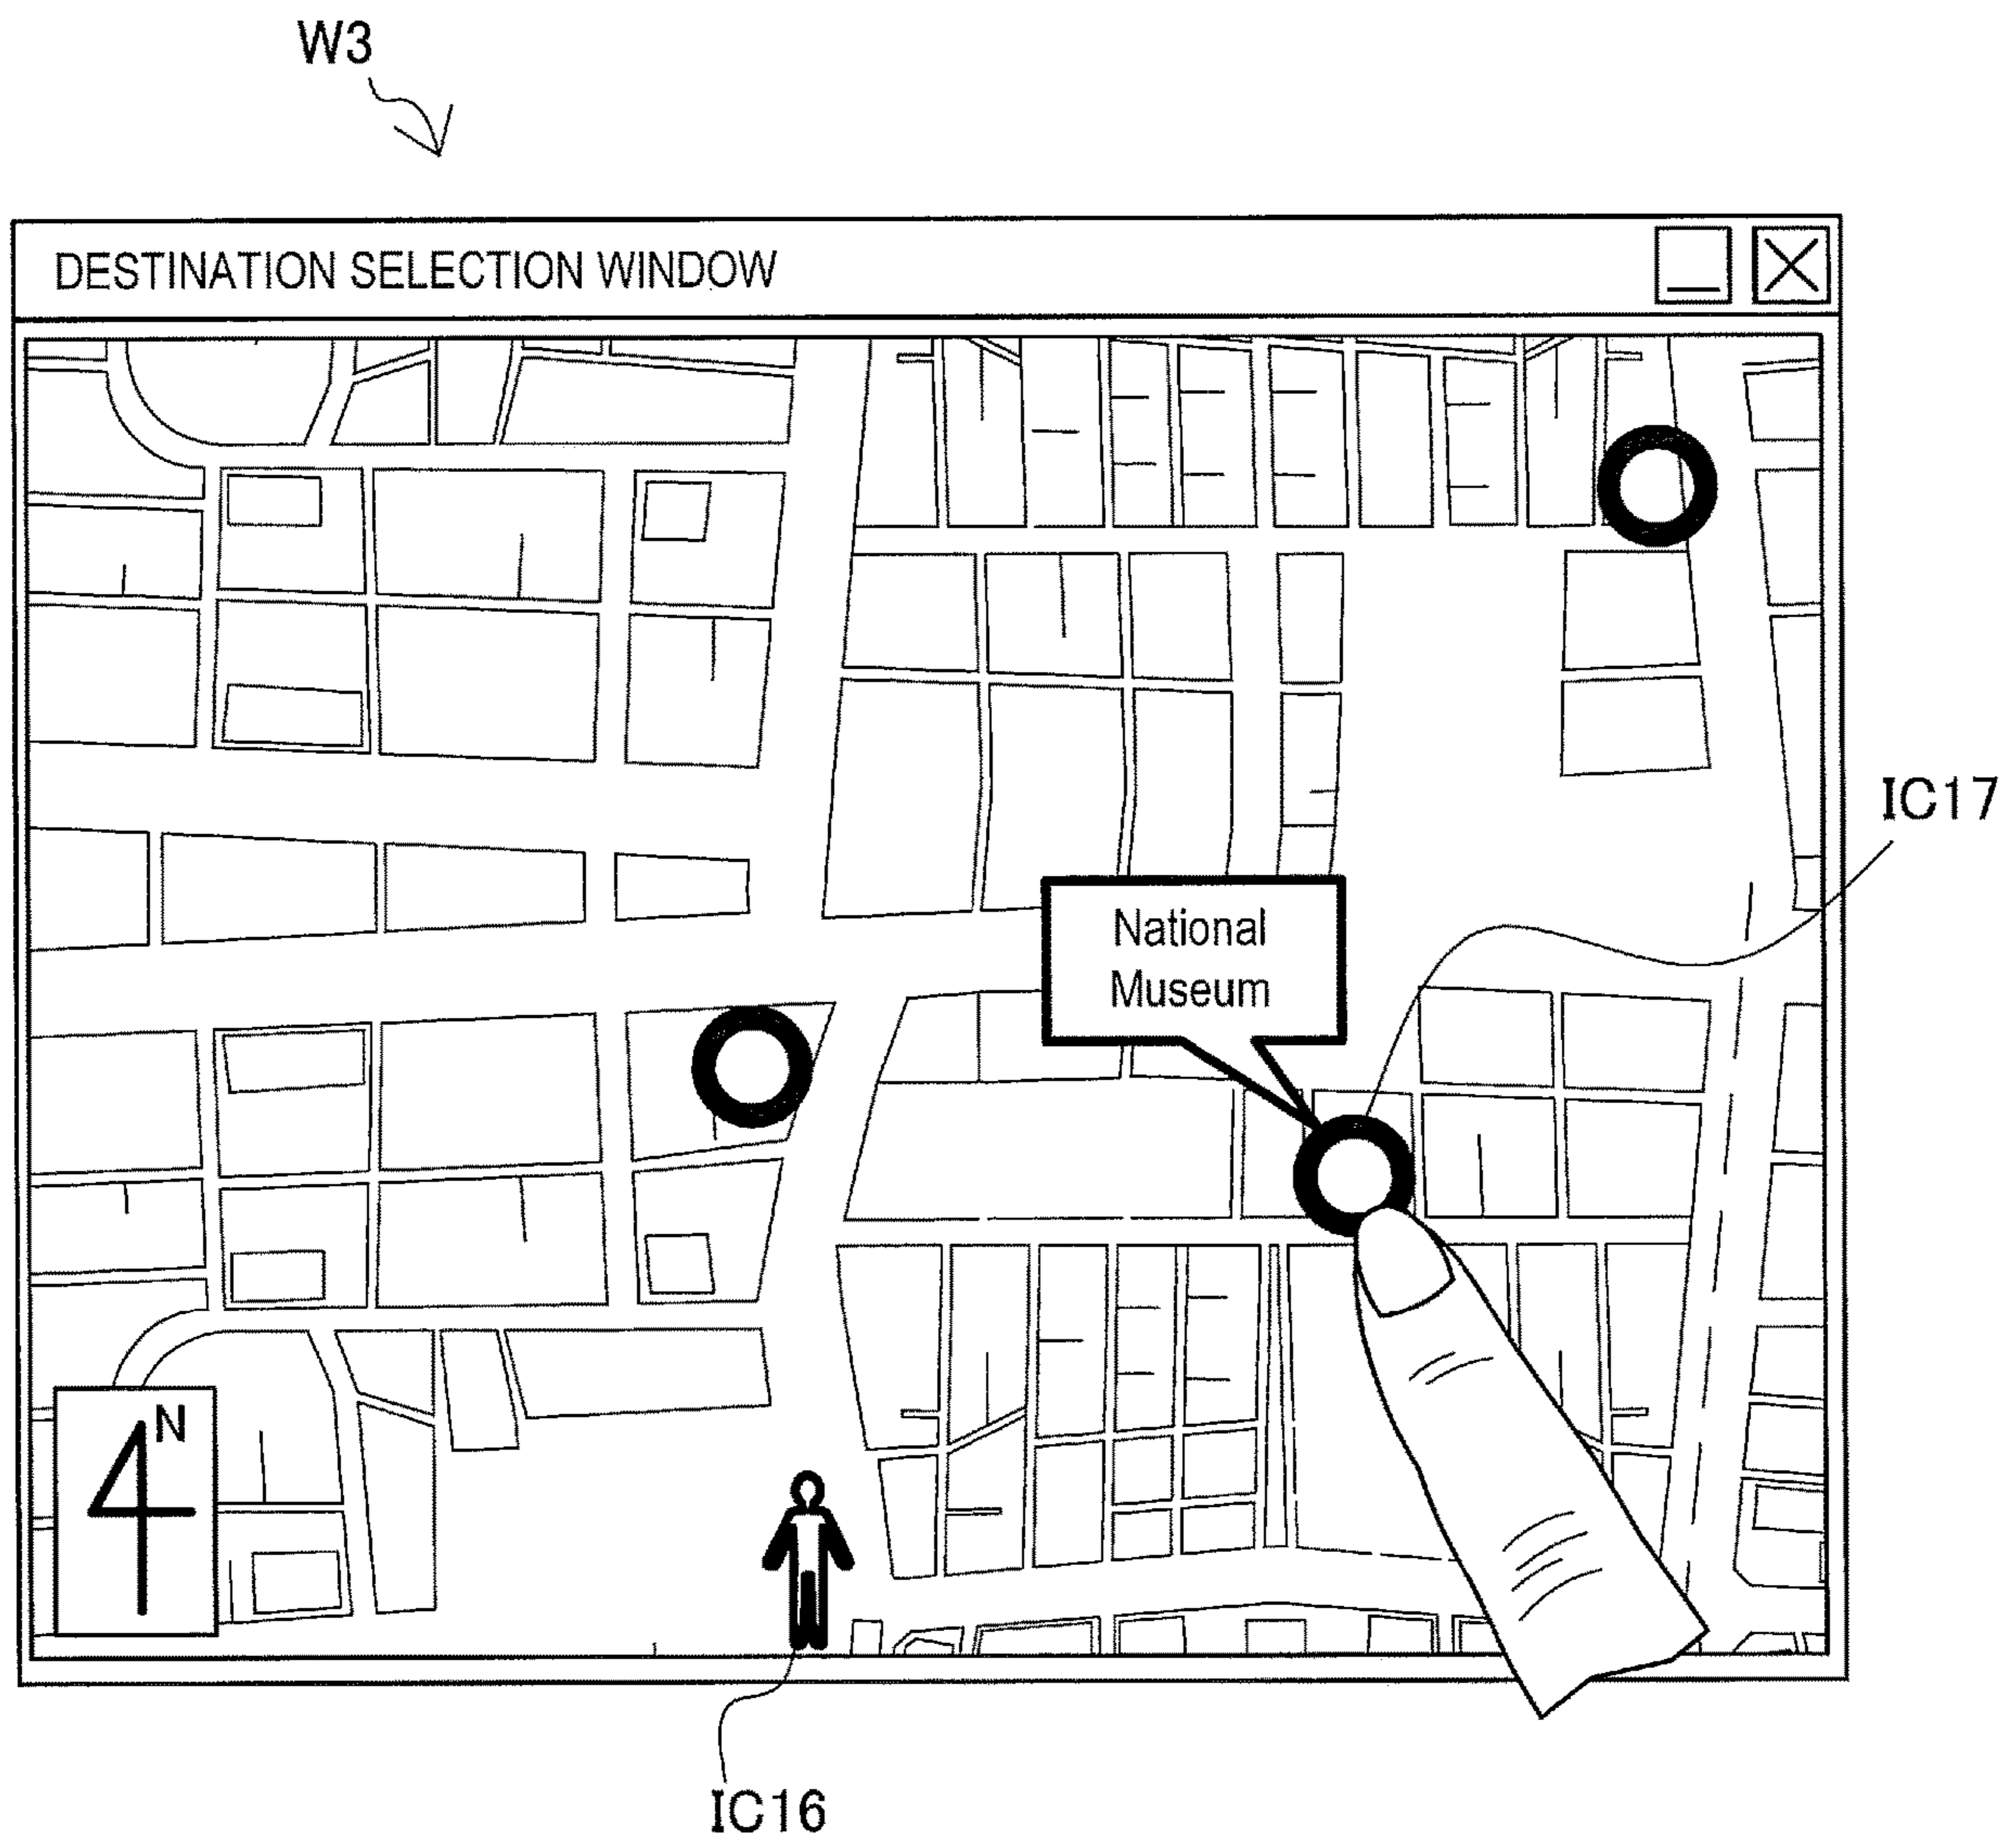 W3
DESTINATION SELECTION WINDOW
IC17
National
Museum
N
IC16